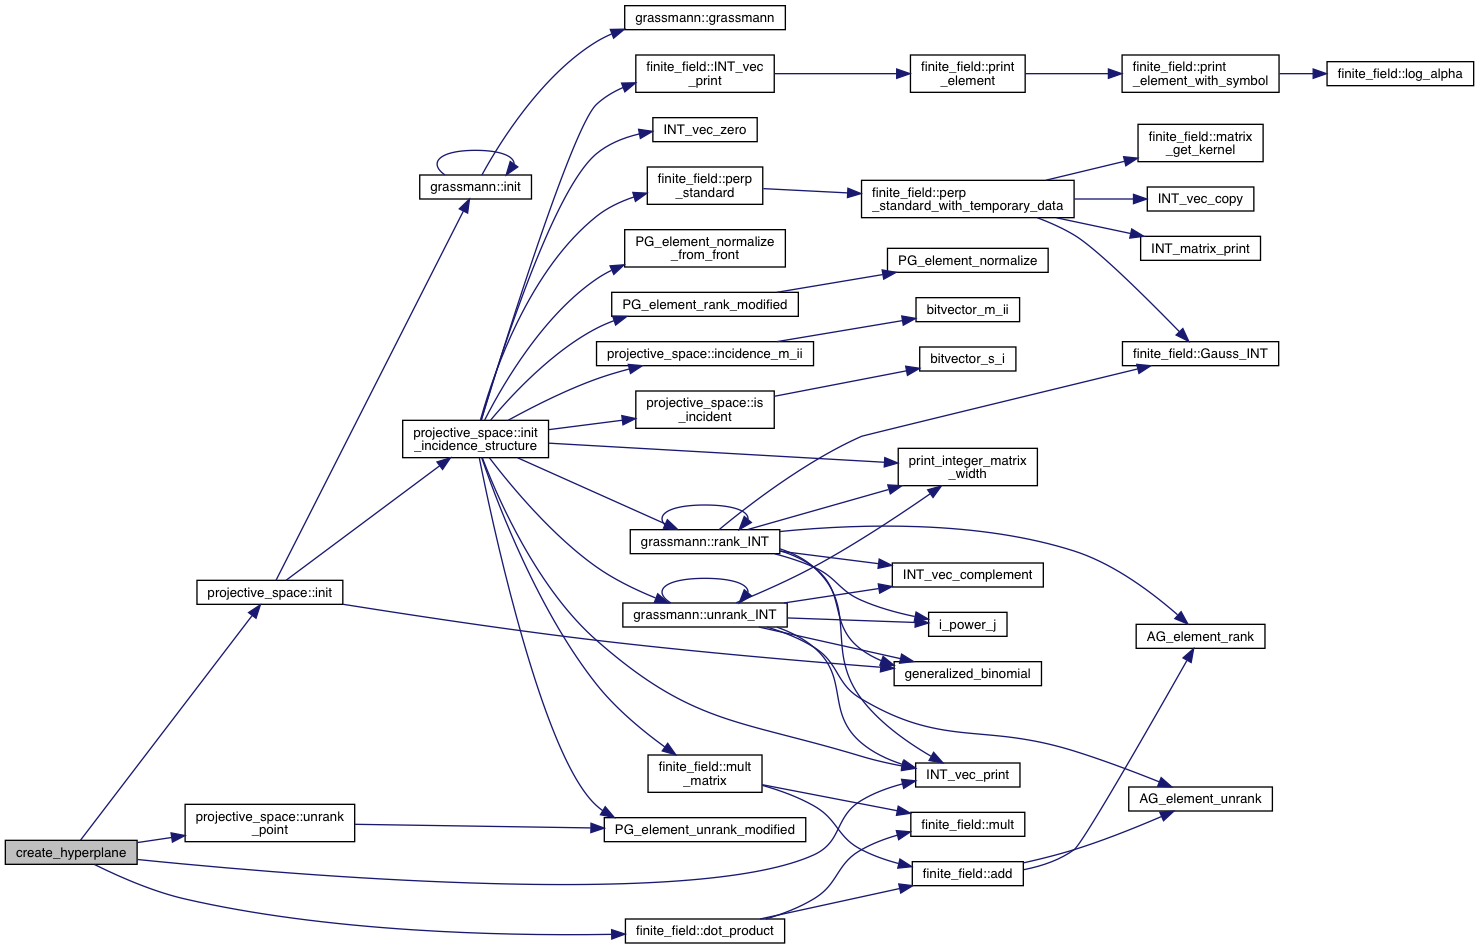 grassmann::grassmann
finite_field::INT_vec
_print
finite_field::print
_element
finite_field::print
_element_with_symbol
finite_field::log_alpha
INT_vec_zero
finite_field::matrix
_get_kernel
grassmann::init
finite_field::perp
_standard
finite_field::perp
_standard_with_temporary_data
INT_vec_copy
PG_element_normalize
_from_front
INT_matrix_print
PG_element_normalize
PG_element_rank_modified
bitvector_m_ii
projective_space::incidence_m_ii
finite_field::Gauss_INT
bitvector_s_i
projective_space::is
_incident
projective_space::init
_incidence_structure
print_integer_matrix
_width
grassmann::rank_INT
INT_vec_complement
projective_space::init
grassmann::unrank_INT
i_power_j
AG_element_rank
generalized_binomial
finite_field::mult
_matrix
INT_vec_print
AG_element_unrank
projective_space::unrank
_point
PG_element_unrank_modified
finite_field::mult
create_hyperplane
finite_field::add
finite_field::dot_product